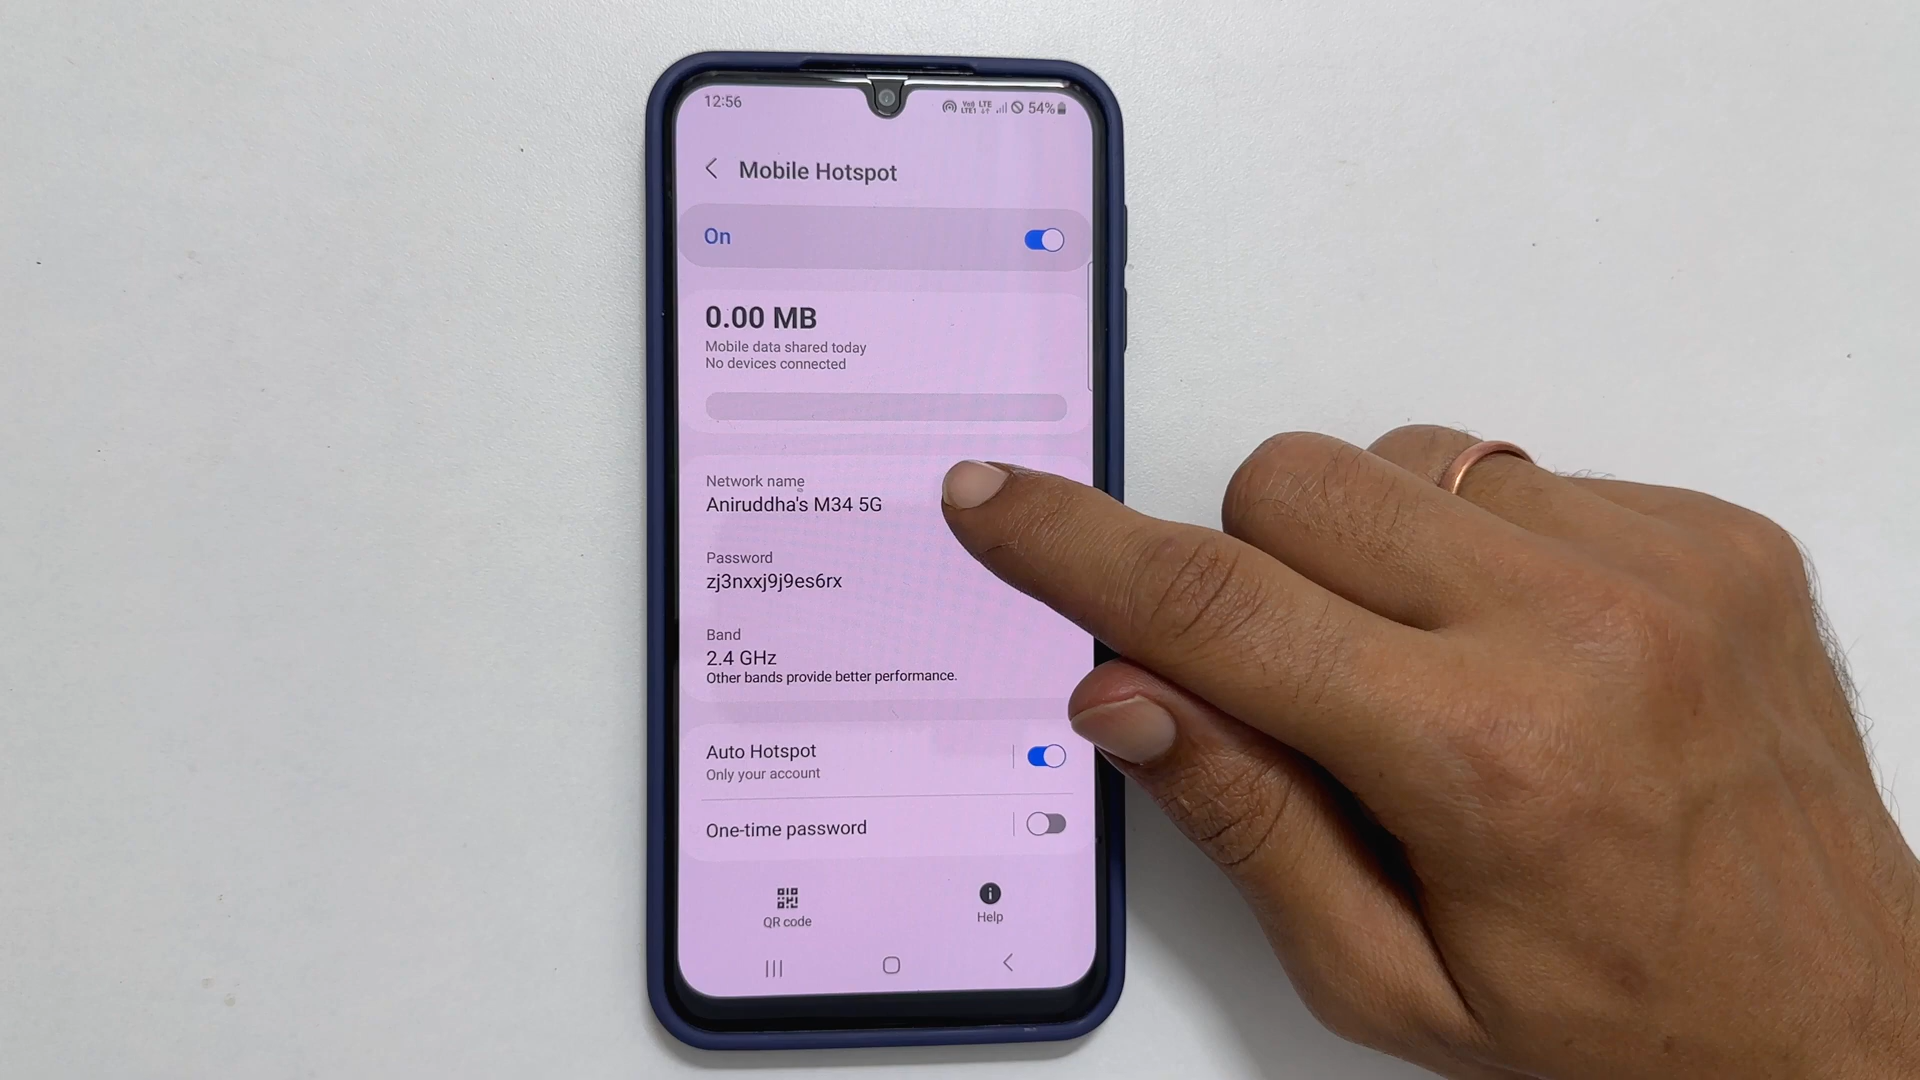 12:56
Vo)) LTE
LTE1
54%
Mobile Hotspot
On
0.00 MB
Mobile data shared today
No devices connected
Network name
Aniruddha's M34 5G
Password
zj3nxxj9j9es6rx
Band
2.4 GHz
Other bands provide better performance.
Auto Hotspot
Only your account
One-time password
QR code
Help